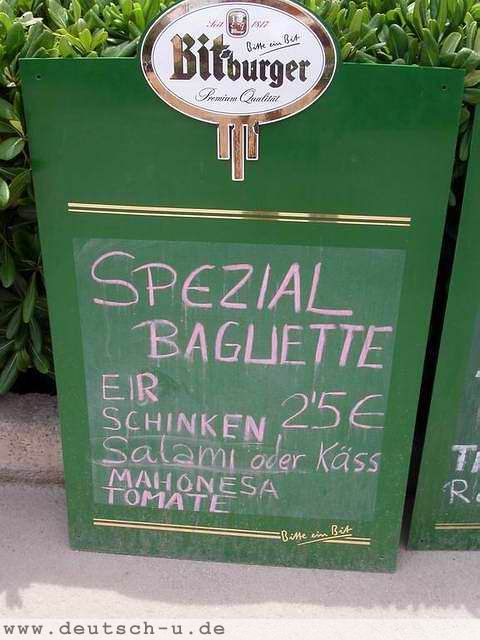 Seit 1817
Bitte ein Bit
Bitburger
Premium Qualität
SPEZIAL
BAGUETTE
EIR
SCHINKEN 2'5€
Salami oder Käss
MAHONESA
TOMATE
Bitte ein Bit
www.deutsch-u.de